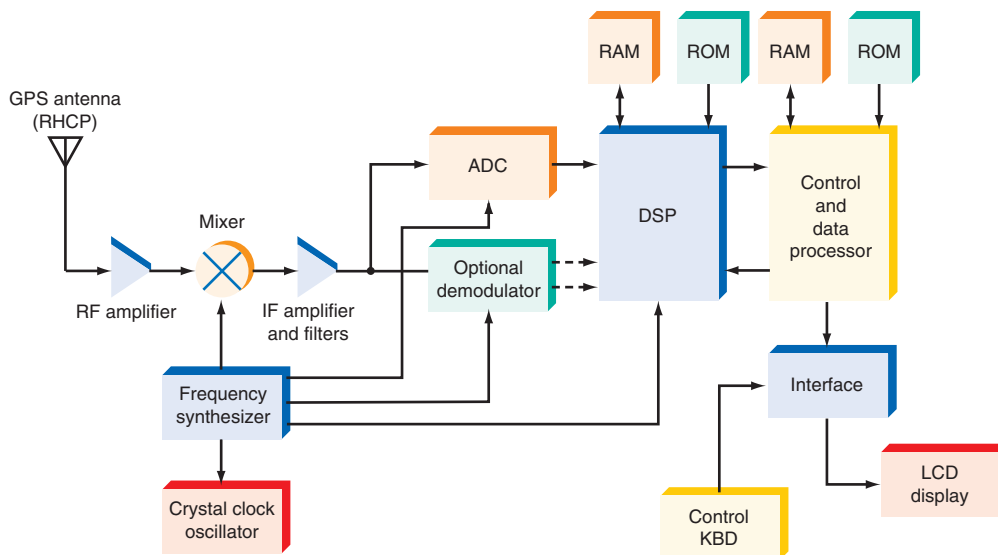 RAM
ROM
RAM
ROM
GPS antenna
(RHCP)
ADC
DSP
Control
and
data
processor
Mixer
RF amplifier
IF amplifier
and filters
Optional
demodulator
Frequency
synthesizer
Interface
Crystal clock
oscillator
Control
KBD
LCD
display